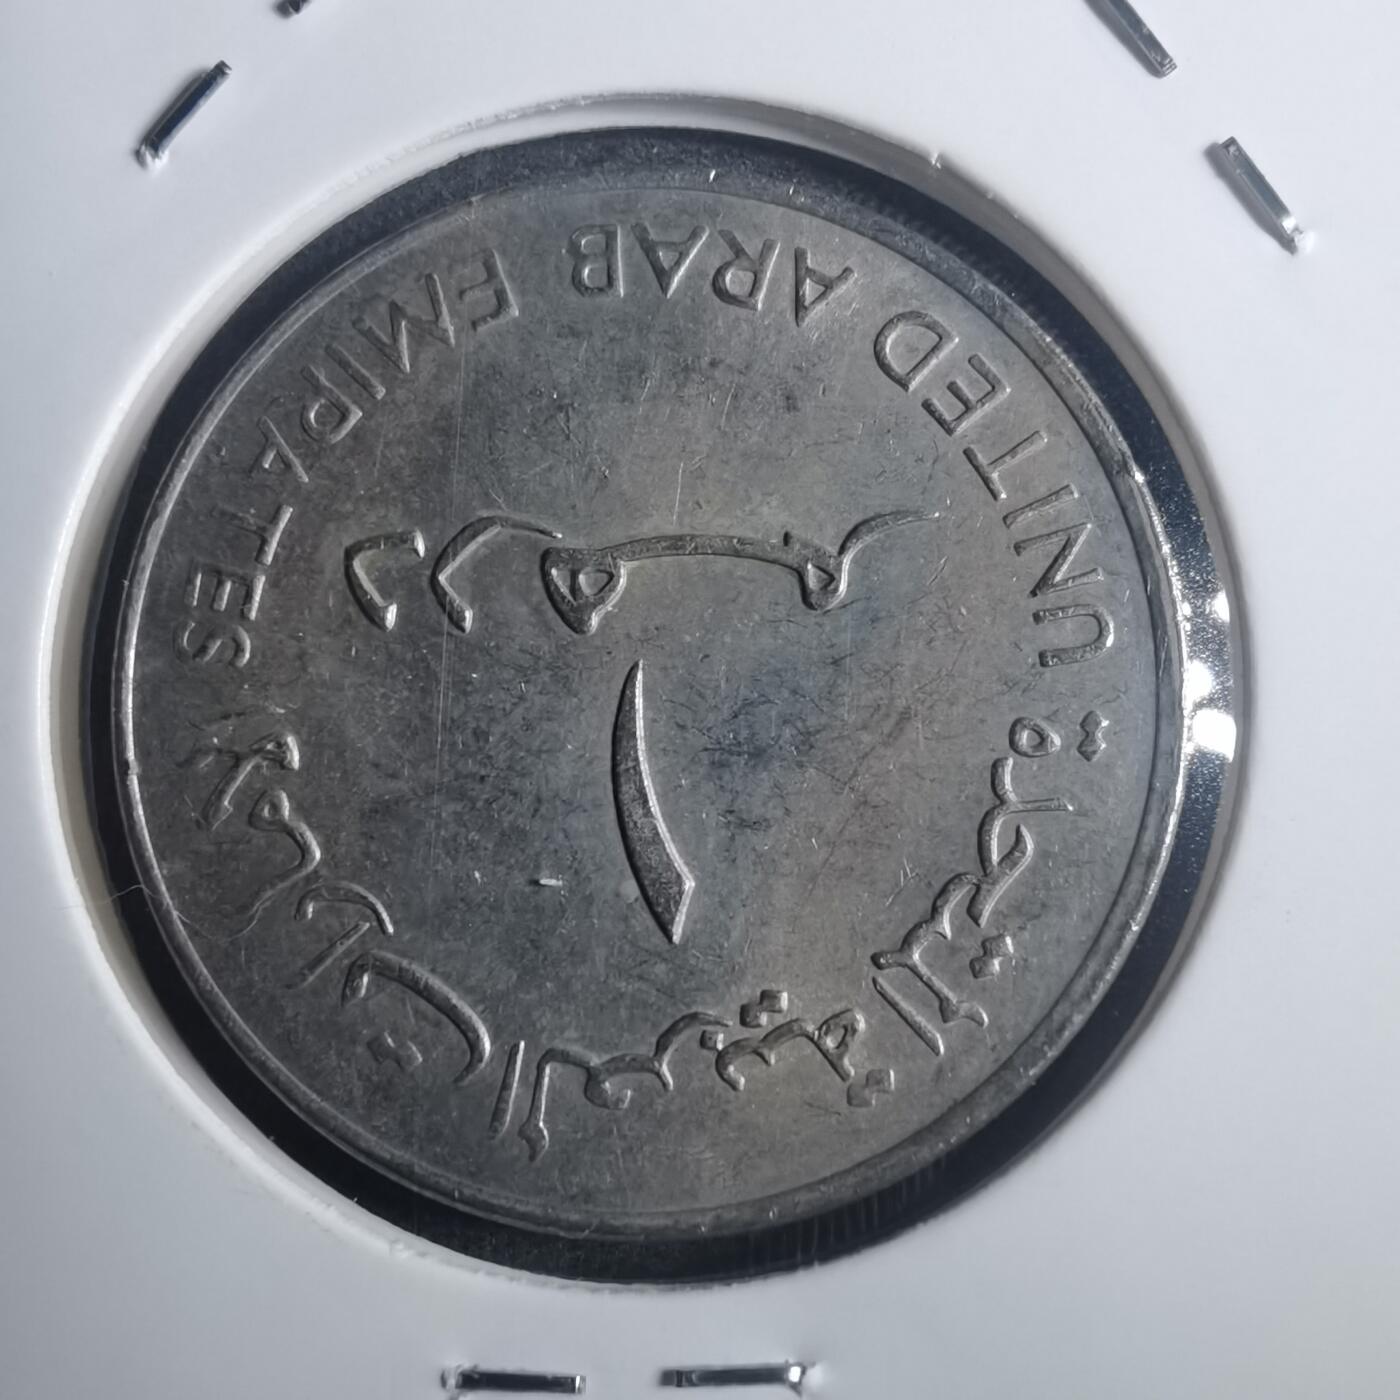 الإمارات العربية المتحدة
١
درهم
UNITED ARAB EMIRATES